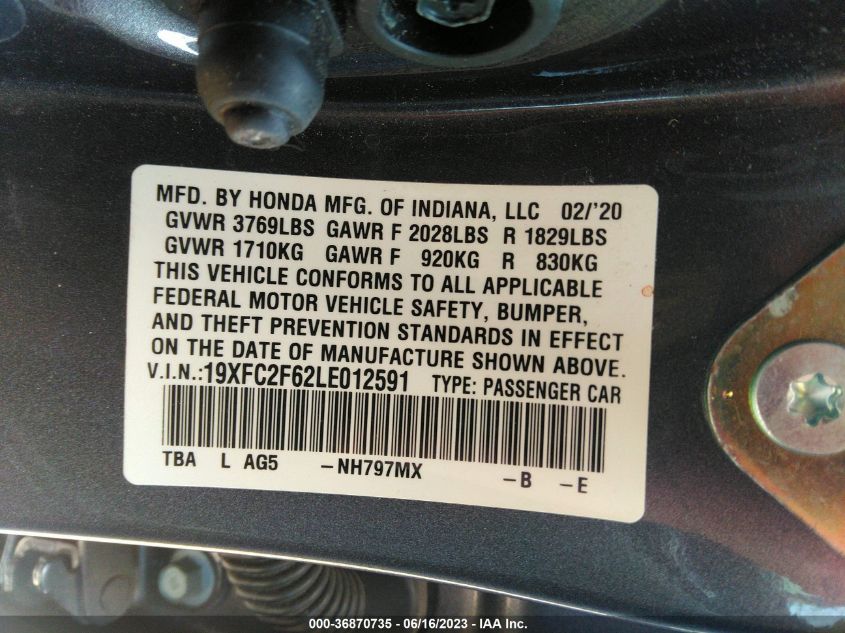 MFD. BY HONDA MFG. OF INDIANA, LLC 02/'20
GVWR 3769LBS GAWR F 2028LBS R 1829LBS
GVWR 1710KG GAWR F 920KG R 830KG
THIS VEHICLE CONFORMS TO ALL APPLICABLE
FEDERAL MOTOR VEHICLE SAFETY, BUMPER,
AND THEFT PREVENTION STANDARDS IN EFFECT
ON THE DATE OF MANUFACTURE SHOWN ABOVE.
V.I.N.:19XFC2F62LE012591 TYPE: PASSENGER CAR
TBA L AG5 -NH797MX -B -E
000-36870735 - 06/16/2023 - IAA Inc.